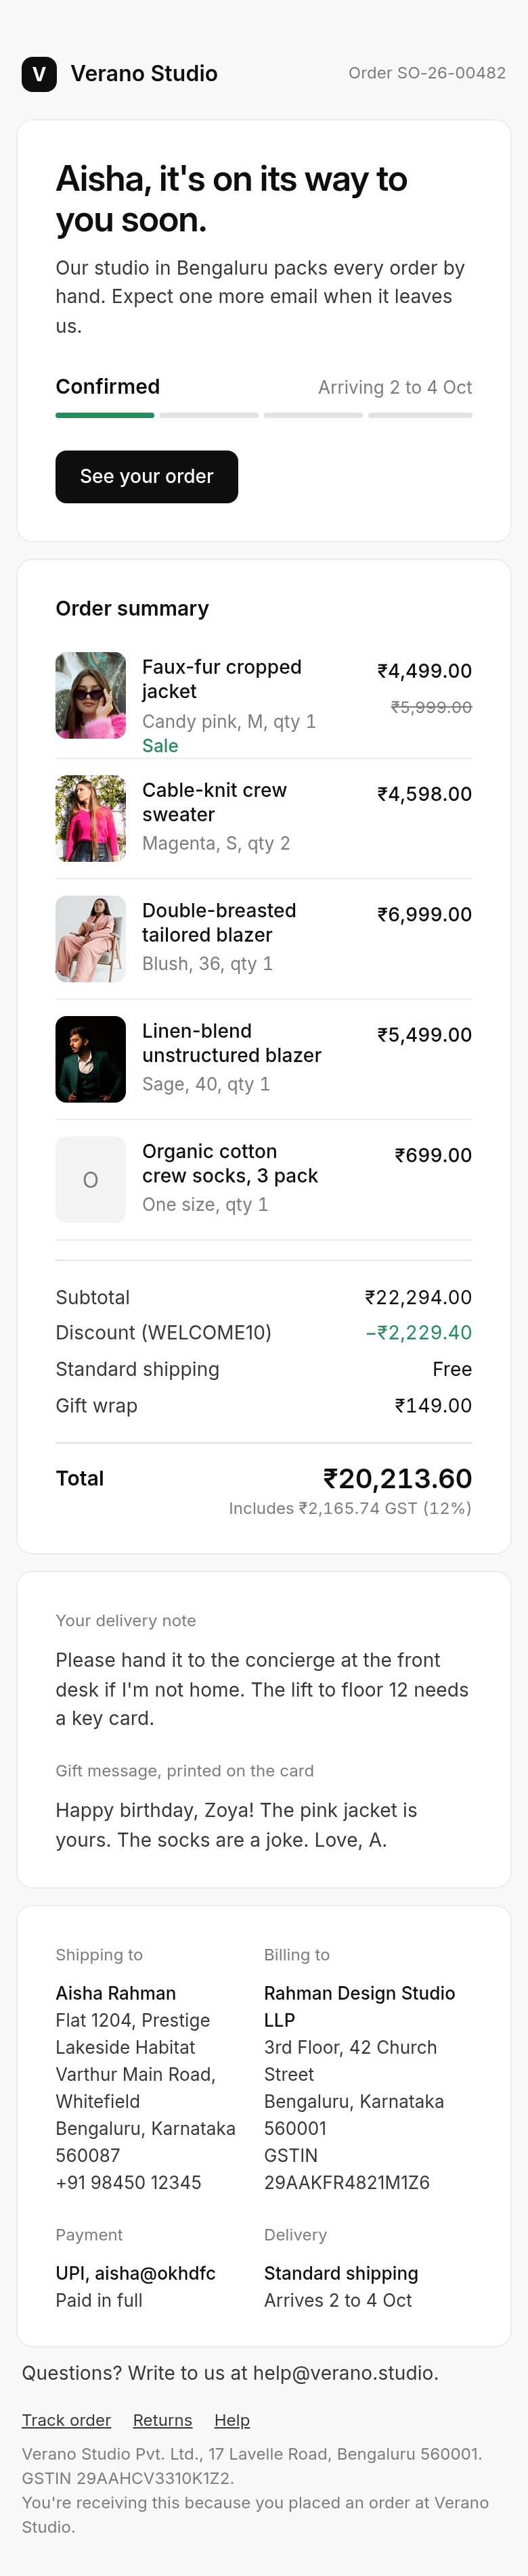 V
Verano Studio
Order SO-26-00482
Aisha, it's on its way to
you soon.
Our studio in Bengaluru packs every order by
hand. Expect one more email when it leaves
us.
Confirmed
Arriving 2 to 4 Oct
See your order
Order summary
Faux-fur cropped
jacket
Candy pink, M, qty 1
Sale
₹4,499.00
₹5,999.00
Cable-knit crew
sweater
Magenta, S, qty 2
₹4,598.00
Double-breasted
tailored blazer
Blush, 36, qty 1
₹6,999.00
Linen-blend
unstructured blazer
Sage, 40, qty 1
₹5,499.00
O
Organic cotton
crew socks, 3 pack
One size, qty 1
₹699.00
Subtotal ₹22,294.00
Discount (WELCOME10) −₹2,229.40
Standard shipping Free
Gift wrap ₹149.00
Total ₹20,213.60
Includes ₹2,165.74 GST (12%)
Your delivery note
Please hand it to the concierge at the front
desk if I'm not home. The lift to floor 12 needs
a key card.
Gift message, printed on the card
Happy birthday, Zoya! The pink jacket is
yours. The socks are a joke. Love, A.
Shipping to
Aisha Rahman
Flat 1204, Prestige
Lakeside Habitat
Varthur Main Road,
Whitefield
Bengaluru, Karnataka
560087
+91 98450 12345
Billing to
Rahman Design Studio
LLP
3rd Floor, 42 Church
Street
Bengaluru, Karnataka
560001
GSTIN
29AAKFR4821M1Z6
Payment
UPI, aisha@okhdfc
Paid in full
Delivery
Standard shipping
Arrives 2 to 4 Oct
Questions? Write to us at help@verano.studio.
Track order Returns Help
Verano Studio Pvt. Ltd., 17 Lavelle Road, Bengaluru 560001.
GSTIN 29AAHCV3310K1Z2.
You're receiving this because you placed an order at Verano
Studio.